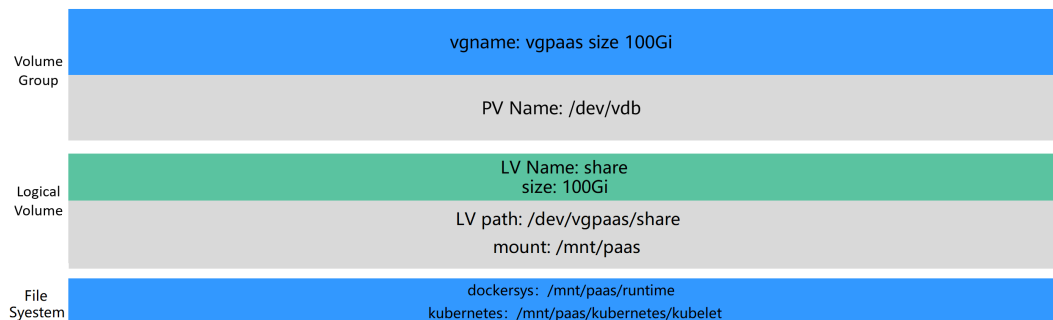 Volume
Group
vgname: vgpaas size 100Gi
PV Name: /dev/vdb
Logical
Volume
LV Name: share
size: 100Gi
LV path: /dev/vgpaas/share
mount: /mnt/paas
File
Syestem
dockersys：/mnt/paas/runtime
kubernetes：/mnt/paas/kubernetes/kubelet